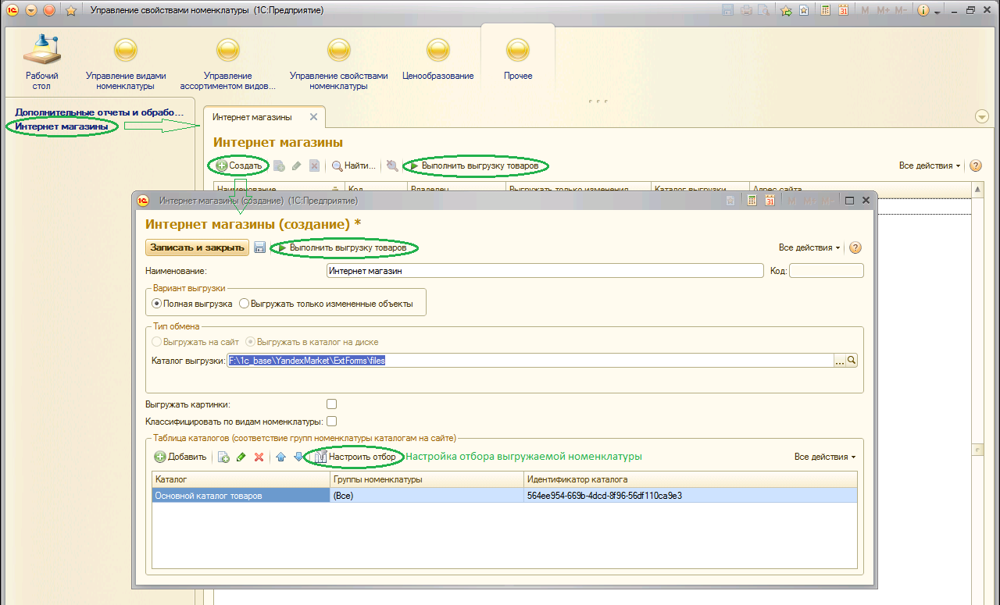 Управление свойствами номенклатуры (1С:Предприятие)
M M+ M-
Рабочий
стол
Управление видами
номенклатуры
Управление
ассортиментом видов...
Управление свойствами
номенклатуры
Ценообразование
Прочее
Дополнительные отчеты и обрабо...
Интернет магазины
Интернет магазины
Интернет магазины
Создать
Найти...
Выполнить выгрузку товаров
Все действия
Наименование
Код
Владелец
Выгружать только изменения
Каталог выгрузки
Адрес сайта
Интернет магазины (создание) (1С:Предприятие)
M M+ M-
Интернет магазины (создание) *
Записать и закрыть
Выполнить выгрузку товаров
Все действия
Наименование:
Интернет магазин
Код:
Вариант выгрузки
Полная выгрузка
Выгружать только измененные объекты
Тип обмена
Выгружать на сайт
Выгружать в каталог на диске
Каталог выгрузки:
F:\1c_base\YandexMarket\ExtForms\files
Выгружать картинки:
Классифицировать по видам номенклатуры:
Таблица каталогов (соответствие групп номенклатуры каталогам на сайте)
Добавить
Настроить отбор
Настройка отбора выгружаемой номенклатуры
Все действия
Каталог
Группы номенклатуры
Идентификатор каталога
Основной каталог товаров
(Все)
564ee954-669b-4dcd-8f96-56df110ca9e3